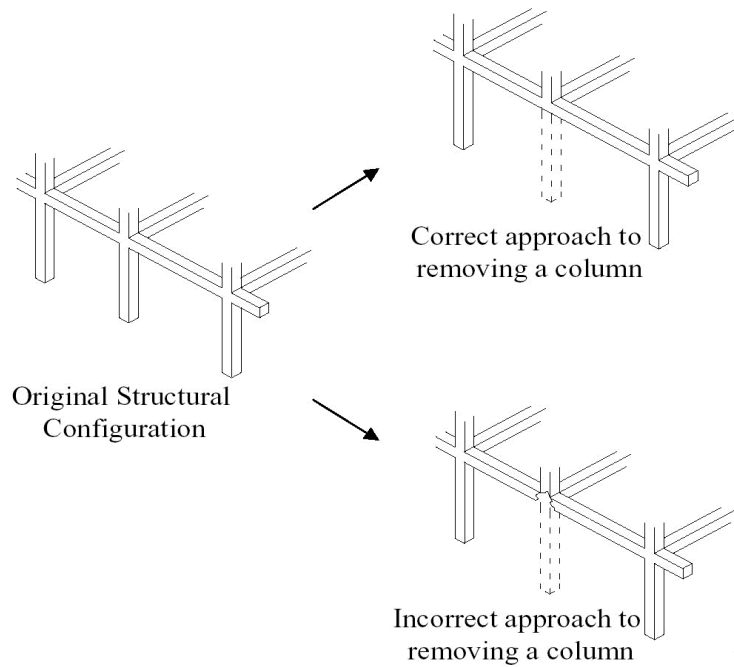 Correct approach to
removing a column
Original Structural
Configuration
Incorrect approach to
removing a column